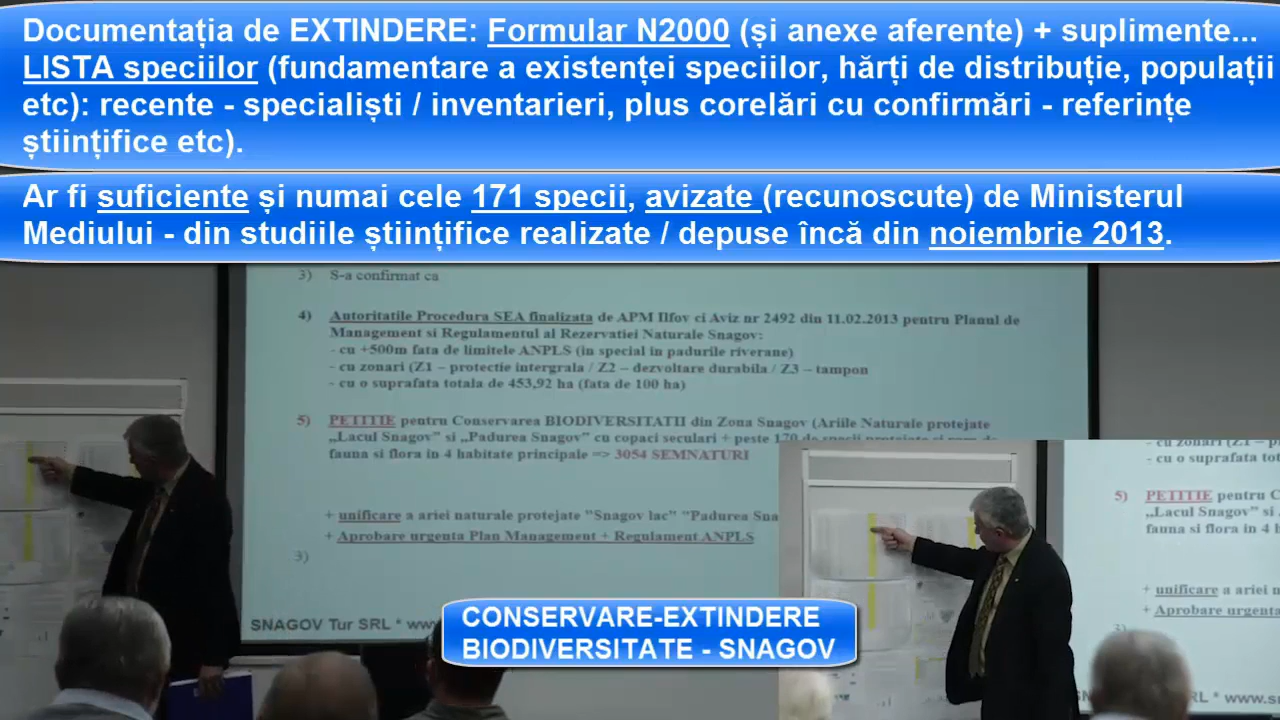 Documentația de EXTINDERE: Formular N2000 (și anexe aferente) + suplimente...
LISTA speciilor (fundamentare a existenței speciilor, hărți de distribuție, populații
etc): recente - specialiști / inventarieri, plus corelări cu confirmări - referințe
științifice etc).
Ar fi suficiente și numai cele 171 specii, avizate (recunoscute) de Ministerul
Mediului - din studiile științifice realizate / depuse încă din noiembrie 2013.
3) S-a confirmat ca
4) Autoritatile Procedura SEA finalizata de APM Ilfov ci Aviz nr 2492 din 11.02.2013 pentru Planul de
Management si Regulamentul al Rezervatiei Naturale Snagov:
- cu +500m fata de limitele ANPLS (in special in padurile riverane)
- cu zonari (Z1 – protectie intergrala / Z2 – dezvoltare durabila / Z3 – tampon
- cu o suprafata totala de 453,92 ha (fata de 100 ha)
5) PETITIE pentru Conservarea BIODIVERSITATII din Zona Snagov (Ariile Naturale protejate
„Lacul Snagov" si „Padurea Snagov" cu copaci seculari + peste 170 de specii protejate si rare de
fauna si flora in 4 habitate principale => 3054 SEMNATURI
+ unificare a ariei naturale protejate "Snagov lac" "Padurea Sna
+ Aprobare urgenta Plan Management + Regulament ANPLS
3)
SNAGOV Tur SRL * www
- cu zonari (Z1 – p
- cu o suprafata tot
5) PETITIE pentru C
„Lacul Snagov" si
fauna si flora in 4 h
+ unificare a ariei n
+ Aprobare urgenta
3)
RL * www.sn
CONSERVARE-EXTINDERE
BIODIVERSITATE - SNAGOV